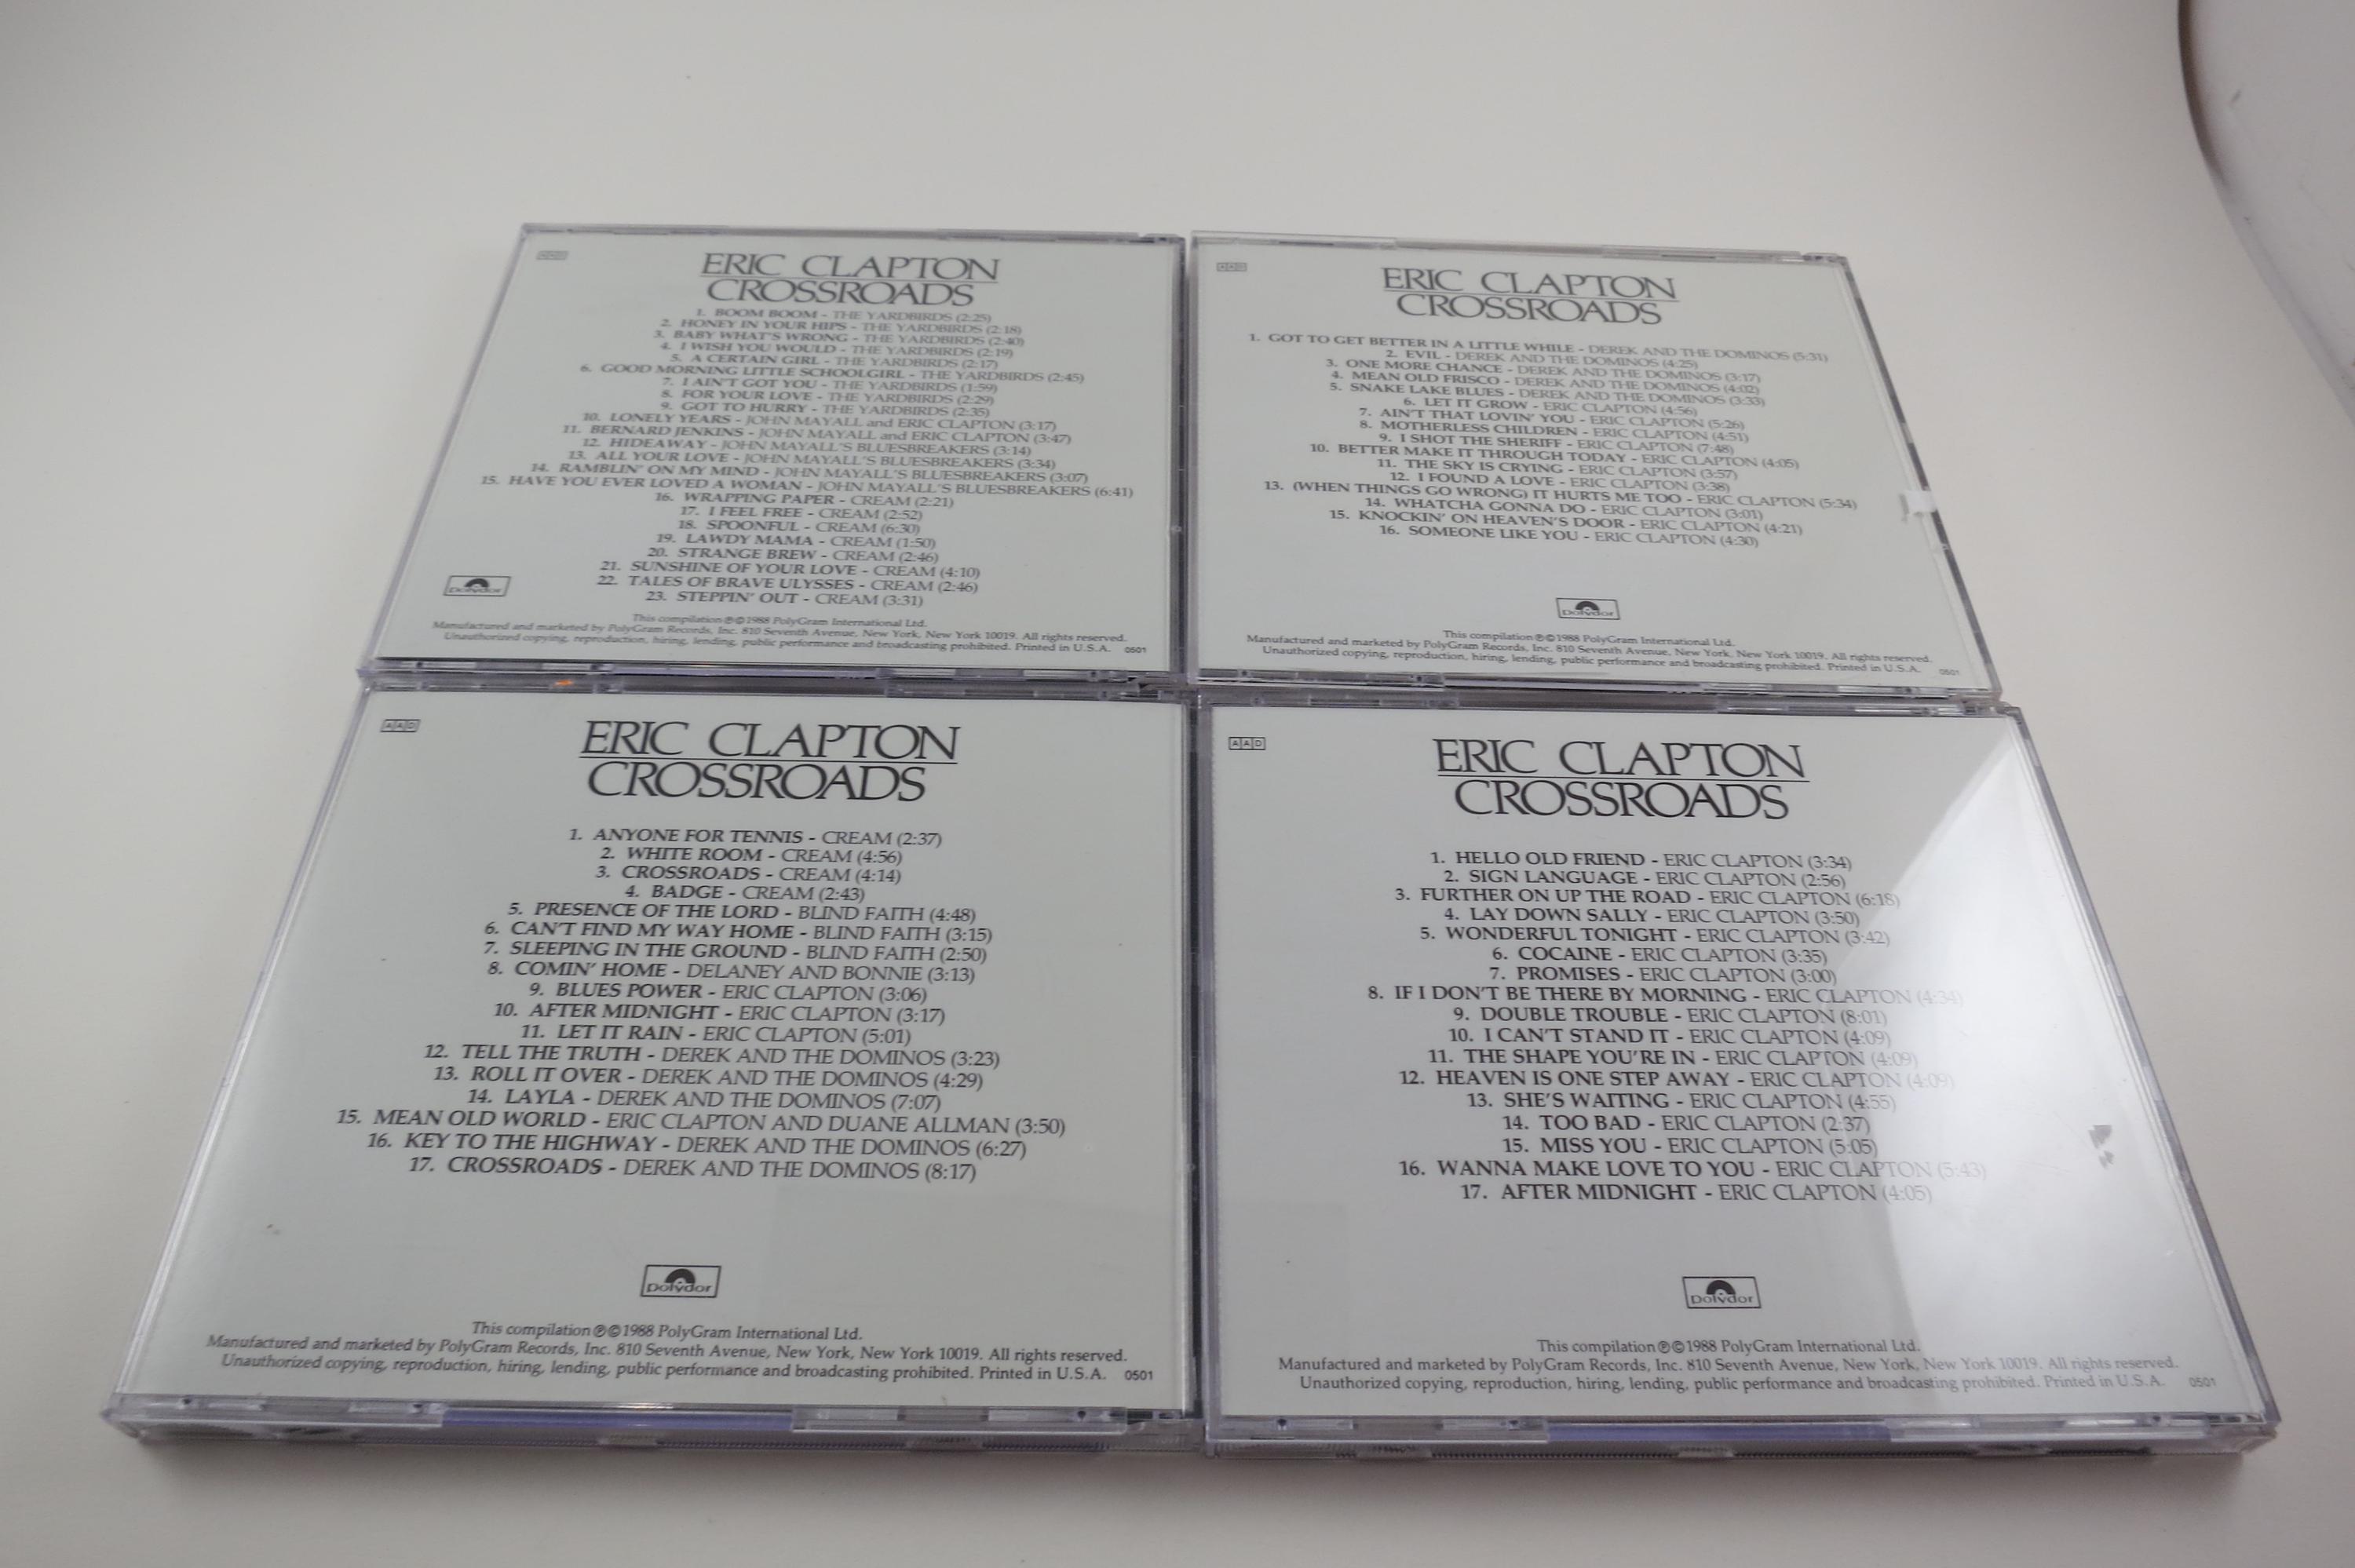 AAD
ERIC CLAPTON
CROSSROADS
1. BOOM BOOM - THE YARDBIRDS (2:25)
2. HONEY IN YOUR HIPS - THE YARDBIRDS (2:18)
3. BABY WHAT'S WRONG - THE YARDBIRDS (2:40)
4. I WISH YOU WOULD - THE YARDBIRDS (2:19)
5. A CERTAIN GIRL - THE YARDBIRDS (2:17)
6. GOOD MORNING LITTLE SCHOOLGIRL - THE YARDBIRDS (2:45)
7. I AIN'T GOT YOU - THE YARDBIRDS (1:59)
8. FOR YOUR LOVE - THE YARDBIRDS (2:29)
9. GOT TO HURRY - THE YARDBIRDS (2:35)
10. LONELY YEARS - JOHN MAYALL and ERIC CLAPTON (3:17)
11. BERNARD JENKINS - JOHN MAYALL and ERIC CLAPTON (3:47)
12. HIDEAWAY - JOHN MAYALL'S BLUESBREAKERS (3:14)
13. ALL YOUR LOVE - JOHN MAYALL'S BLUESBREAKERS (3:34)
14. RAMBLIN' ON MY MIND - JOHN MAYALL'S BLUESBREAKERS (3:07)
15. HAVE YOU EVER LOVED A WOMAN - JOHN MAYALL'S BLUESBREAKERS (6:41)
16. WRAPPING PAPER - CREAM (2:21)
17. I FEEL FREE - CREAM (2:52)
18. SPOONFUL - CREAM (6:30)
19. LAWDY MAMA - CREAM (1:50)
20. STRANGE BREW - CREAM (2:46)
21. SUNSHINE OF YOUR LOVE - CREAM (4:10)
22. TALES OF BRAVE ULYSSES - CREAM (2:46)
23. STEPPIN' OUT - CREAM (3:31)
Polydor
This compilation ℗©1988 PolyGram International Ltd.
Manufactured and marketed by PolyGram Records, Inc. 810 Seventh Avenue, New York, New York 10019. All rights reserved.
Unauthorized copying, reproduction, hiring, lending, public performance and broadcasting prohibited. Printed in U.S.A. 0501
AAD
ERIC CLAPTON
CROSSROADS
1. GOT TO GET BETTER IN A LITTLE WHILE - DEREK AND THE DOMINOS (5:31)
2. EVIL - DEREK AND THE DOMINOS (4:25)
3. ONE MORE CHANCE - DEREK AND THE DOMINOS (3:17)
4. MEAN OLD FRISCO - DEREK AND THE DOMINOS (4:02)
5. SNAKE LAKE BLUES - DEREK AND THE DOMINOS (3:33)
6. LET IT GROW - ERIC CLAPTON (4:56)
7. AIN'T THAT LOVIN' YOU - ERIC CLAPTON (5:26)
8. MOTHERLESS CHILDREN - ERIC CLAPTON (4:51)
9. I SHOT THE SHERIFF - ERIC CLAPTON (7:48)
10. BETTER MAKE IT THROUGH TODAY - ERIC CLAPTON (4:05)
11. THE SKY IS CRYING - ERIC CLAPTON (3:57)
12. I FOUND A LOVE - ERIC CLAPTON (3:38)
13. (WHEN THINGS GO WRONG) IT HURTS ME TOO - ERIC CLAPTON (5:34)
14. WHATCHA GONNA DO - ERIC CLAPTON (3:01)
15. KNOCKIN' ON HEAVEN'S DOOR - ERIC CLAPTON (4:21)
16. SOMEONE LIKE YOU - ERIC CLAPTON (4:30)
Polydor
This compilation ℗©1988 PolyGram International Ltd.
Manufactured and marketed by PolyGram Records, Inc. 810 Seventh Avenue, New York, New York 10019. All rights reserved.
Unauthorized copying, reproduction, hiring, lending, public performance and broadcasting prohibited. Printed in U.S.A. 0501
AAD
ERIC CLAPTON
CROSSROADS
1. ANYONE FOR TENNIS - CREAM (2:37)
2. WHITE ROOM - CREAM (4:56)
3. CROSSROADS - CREAM (4:14)
4. BADGE - CREAM (2:43)
5. PRESENCE OF THE LORD - BLIND FAITH (4:48)
6. CAN'T FIND MY WAY HOME - BLIND FAITH (3:15)
7. SLEEPING IN THE GROUND - BLIND FAITH (2:50)
8. COMIN' HOME - DELANEY AND BONNIE (3:13)
9. BLUES POWER - ERIC CLAPTON (3:06)
10. AFTER MIDNIGHT - ERIC CLAPTON (3:17)
11. LET IT RAIN - ERIC CLAPTON (5:01)
12. TELL THE TRUTH - DEREK AND THE DOMINOS (3:23)
13. ROLL IT OVER - DEREK AND THE DOMINOS (4:29)
14. LAYLA - DEREK AND THE DOMINOS (7:07)
15. MEAN OLD WORLD - ERIC CLAPTON AND DUANE ALLMAN (3:50)
16. KEY TO THE HIGHWAY - DEREK AND THE DOMINOS (6:27)
17. CROSSROADS - DEREK AND THE DOMINOS (8:17)
Polydor
This compilation ℗©1988 PolyGram International Ltd.
Manufactured and marketed by PolyGram Records, Inc. 810 Seventh Avenue, New York, New York 10019. All rights reserved.
Unauthorized copying, reproduction, hiring, lending, public performance and broadcasting prohibited. Printed in U.S.A. 0501
AAD
ERIC CLAPTON
CROSSROADS
1. HELLO OLD FRIEND - ERIC CLAPTON (3:34)
2. SIGN LANGUAGE - ERIC CLAPTON (2:56)
3. FURTHER ON UP THE ROAD - ERIC CLAPTON (6:18)
4. LAY DOWN SALLY - ERIC CLAPTON (3:50)
5. WONDERFUL TONIGHT - ERIC CLAPTON (3:42)
6. COCAINE - ERIC CLAPTON (3:35)
7. PROMISES - ERIC CLAPTON (3:00)
8. IF I DON'T BE THERE BY MORNING - ERIC CLAPTON (4:34)
9. DOUBLE TROUBLE - ERIC CLAPTON (8:01)
10. I CAN'T STAND IT - ERIC CLAPTON (4:09)
11. THE SHAPE YOU'RE IN - ERIC CLAPTON (4:09)
12. HEAVEN IS ONE STEP AWAY - ERIC CLAPTON (4:09)
13. SHE'S WAITING - ERIC CLAPTON (4:55)
14. TOO BAD - ERIC CLAPTON (2:37)
15. MISS YOU - ERIC CLAPTON (5:05)
16. WANNA MAKE LOVE TO YOU - ERIC CLAPTON (5:43)
17. AFTER MIDNIGHT - ERIC CLAPTON (4:05)
Polydor
This compilation ℗©1988 PolyGram International Ltd.
Manufactured and marketed by PolyGram Records, Inc. 810 Seventh Avenue, New York, New York 10019. All rights reserved.
Unauthorized copying, reproduction, hiring, lending, public performance and broadcasting prohibited. Printed in U.S.A. 0501